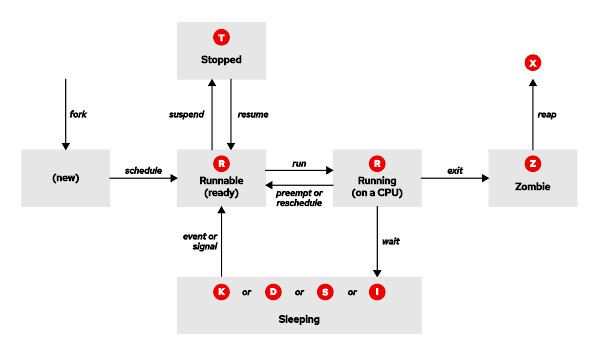 T
Stopped
X
fork
suspend
resume
reap
(new)
schedule
R
Runnable
(ready)
run
preempt or
reschedule
R
Running
(on a CPU)
exit
Z
Zombie
event or
signal
wait
K or D or S or I
Sleeping